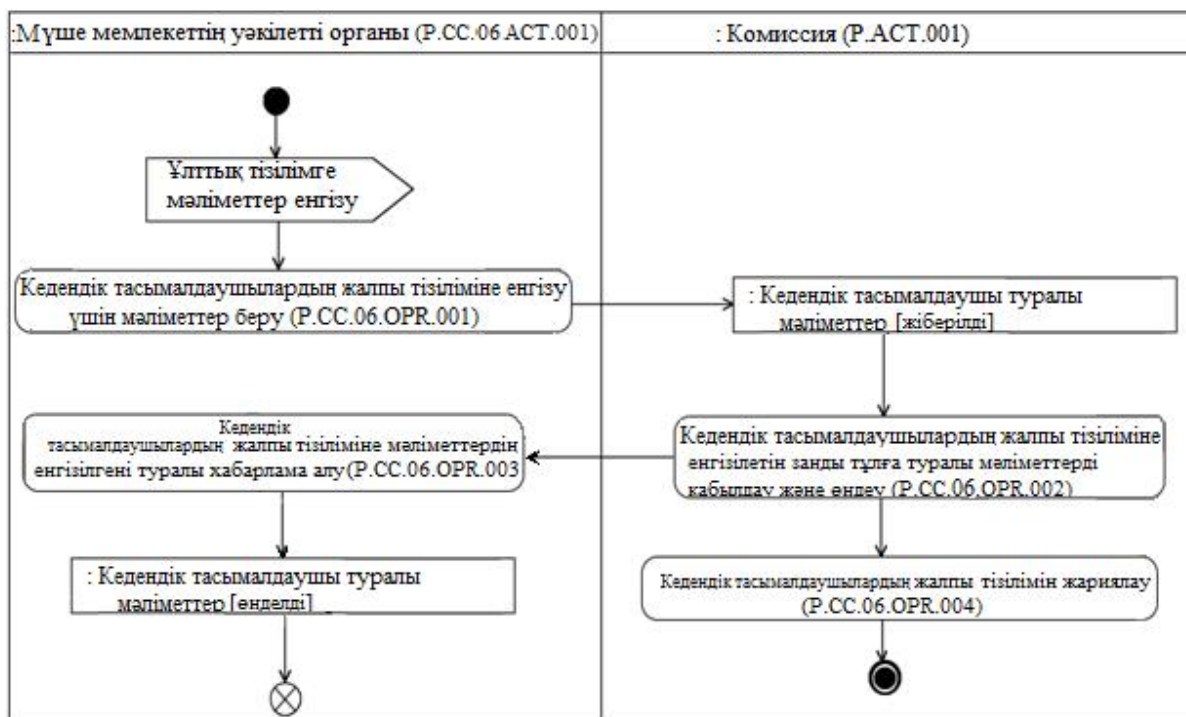 :Мүше мемлекеттің уәкілетті органы (P.CC.06 ACT.001)
: Комиссия (P.ACT.001)
Ұлттық тізілімге
мәліметтер енгізу
Кедендік тасымалдаушылардың жалпы тізіліміне енгізу
үшін мәліметтер беру (P.CC.06.OPR.001)
: Кедендік тасымалдаушы туралы
мәліметтер [жіберілді]
Кедендік
тасымалдаушылардың жалпы тізіліміне мәліметтердің
енгізілгені туралы хабарлама алу(P.CC.06.OPR.003
Кедендік тасымалдаушылардың жалпы тізіліміне
енгізілетін заңды тұлға туралы мәліметтерді
қабылдау және өңдеу (P.CC.06.OPR.002)
: Кедендік тасымалдаушы туралы
мәліметтер [өңделді]
Кедендік тасымалдаушылардың жалпы тізілімін жариялау
(P.CC.06.OPR.004)